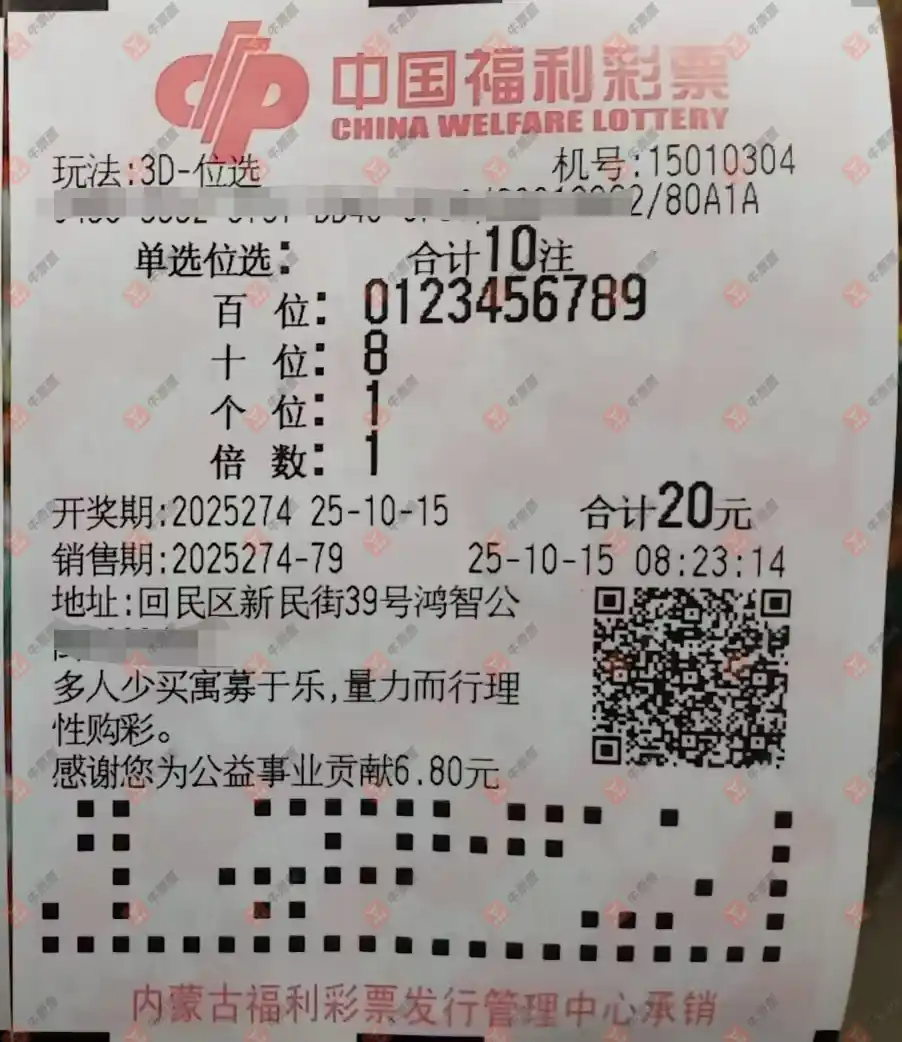 中国福利彩票
CHINA WELFARE LOTTERY
玩法:3D-位选 机号:15010304
2/80A1A
单选位选: 合计10注
百 位: 0123456789
十 位: 8
个 位: 1
倍 数: 1
开奖期:2025274 25-10-15 合计20元
销售期:2025274-79 25-10-15 08:23:14
地址:回民区新民街39号鸿智公
多人少买寓募于乐,量力而行理
性购彩。
感谢您为公益事业贡献6.80元
内蒙古福利彩票发行管理中心承销